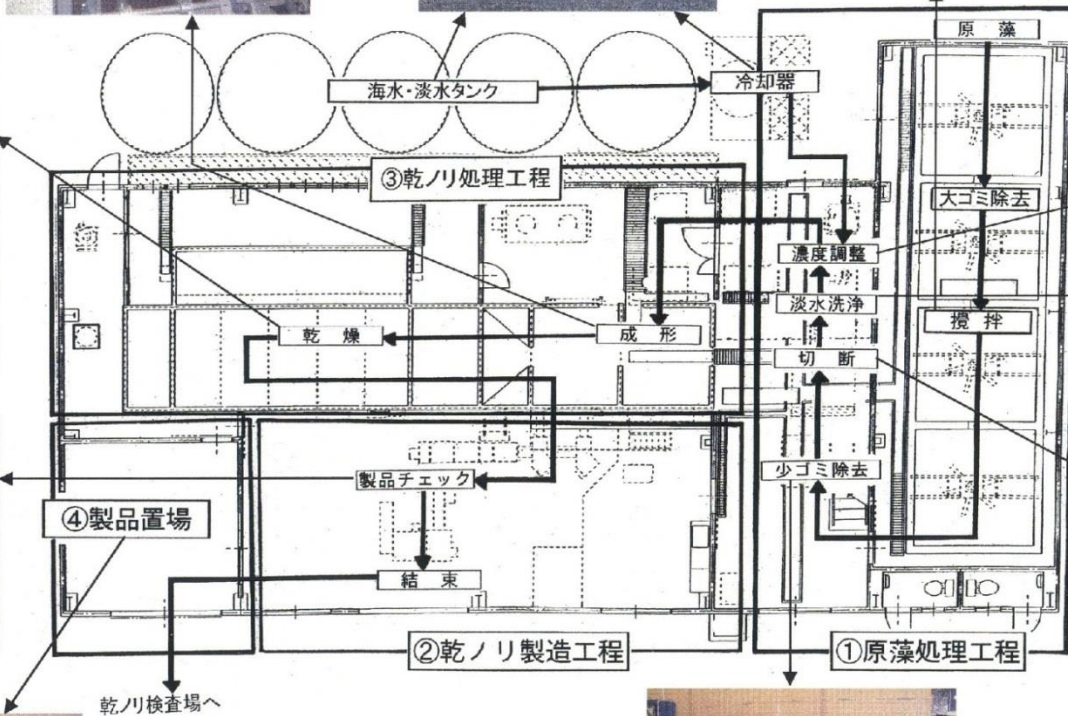 原藻
海水・淡水タンク
冷却器
③乾ノリ処理工程
大ゴミ除去
濃度調整
淡水洗浄
攪拌
乾燥
成形
切断
少ゴミ除去
製品チェック
④製品置場
結束
②乾ノリ製造工程
①原藻処理工程
乾ノリ検査場へ